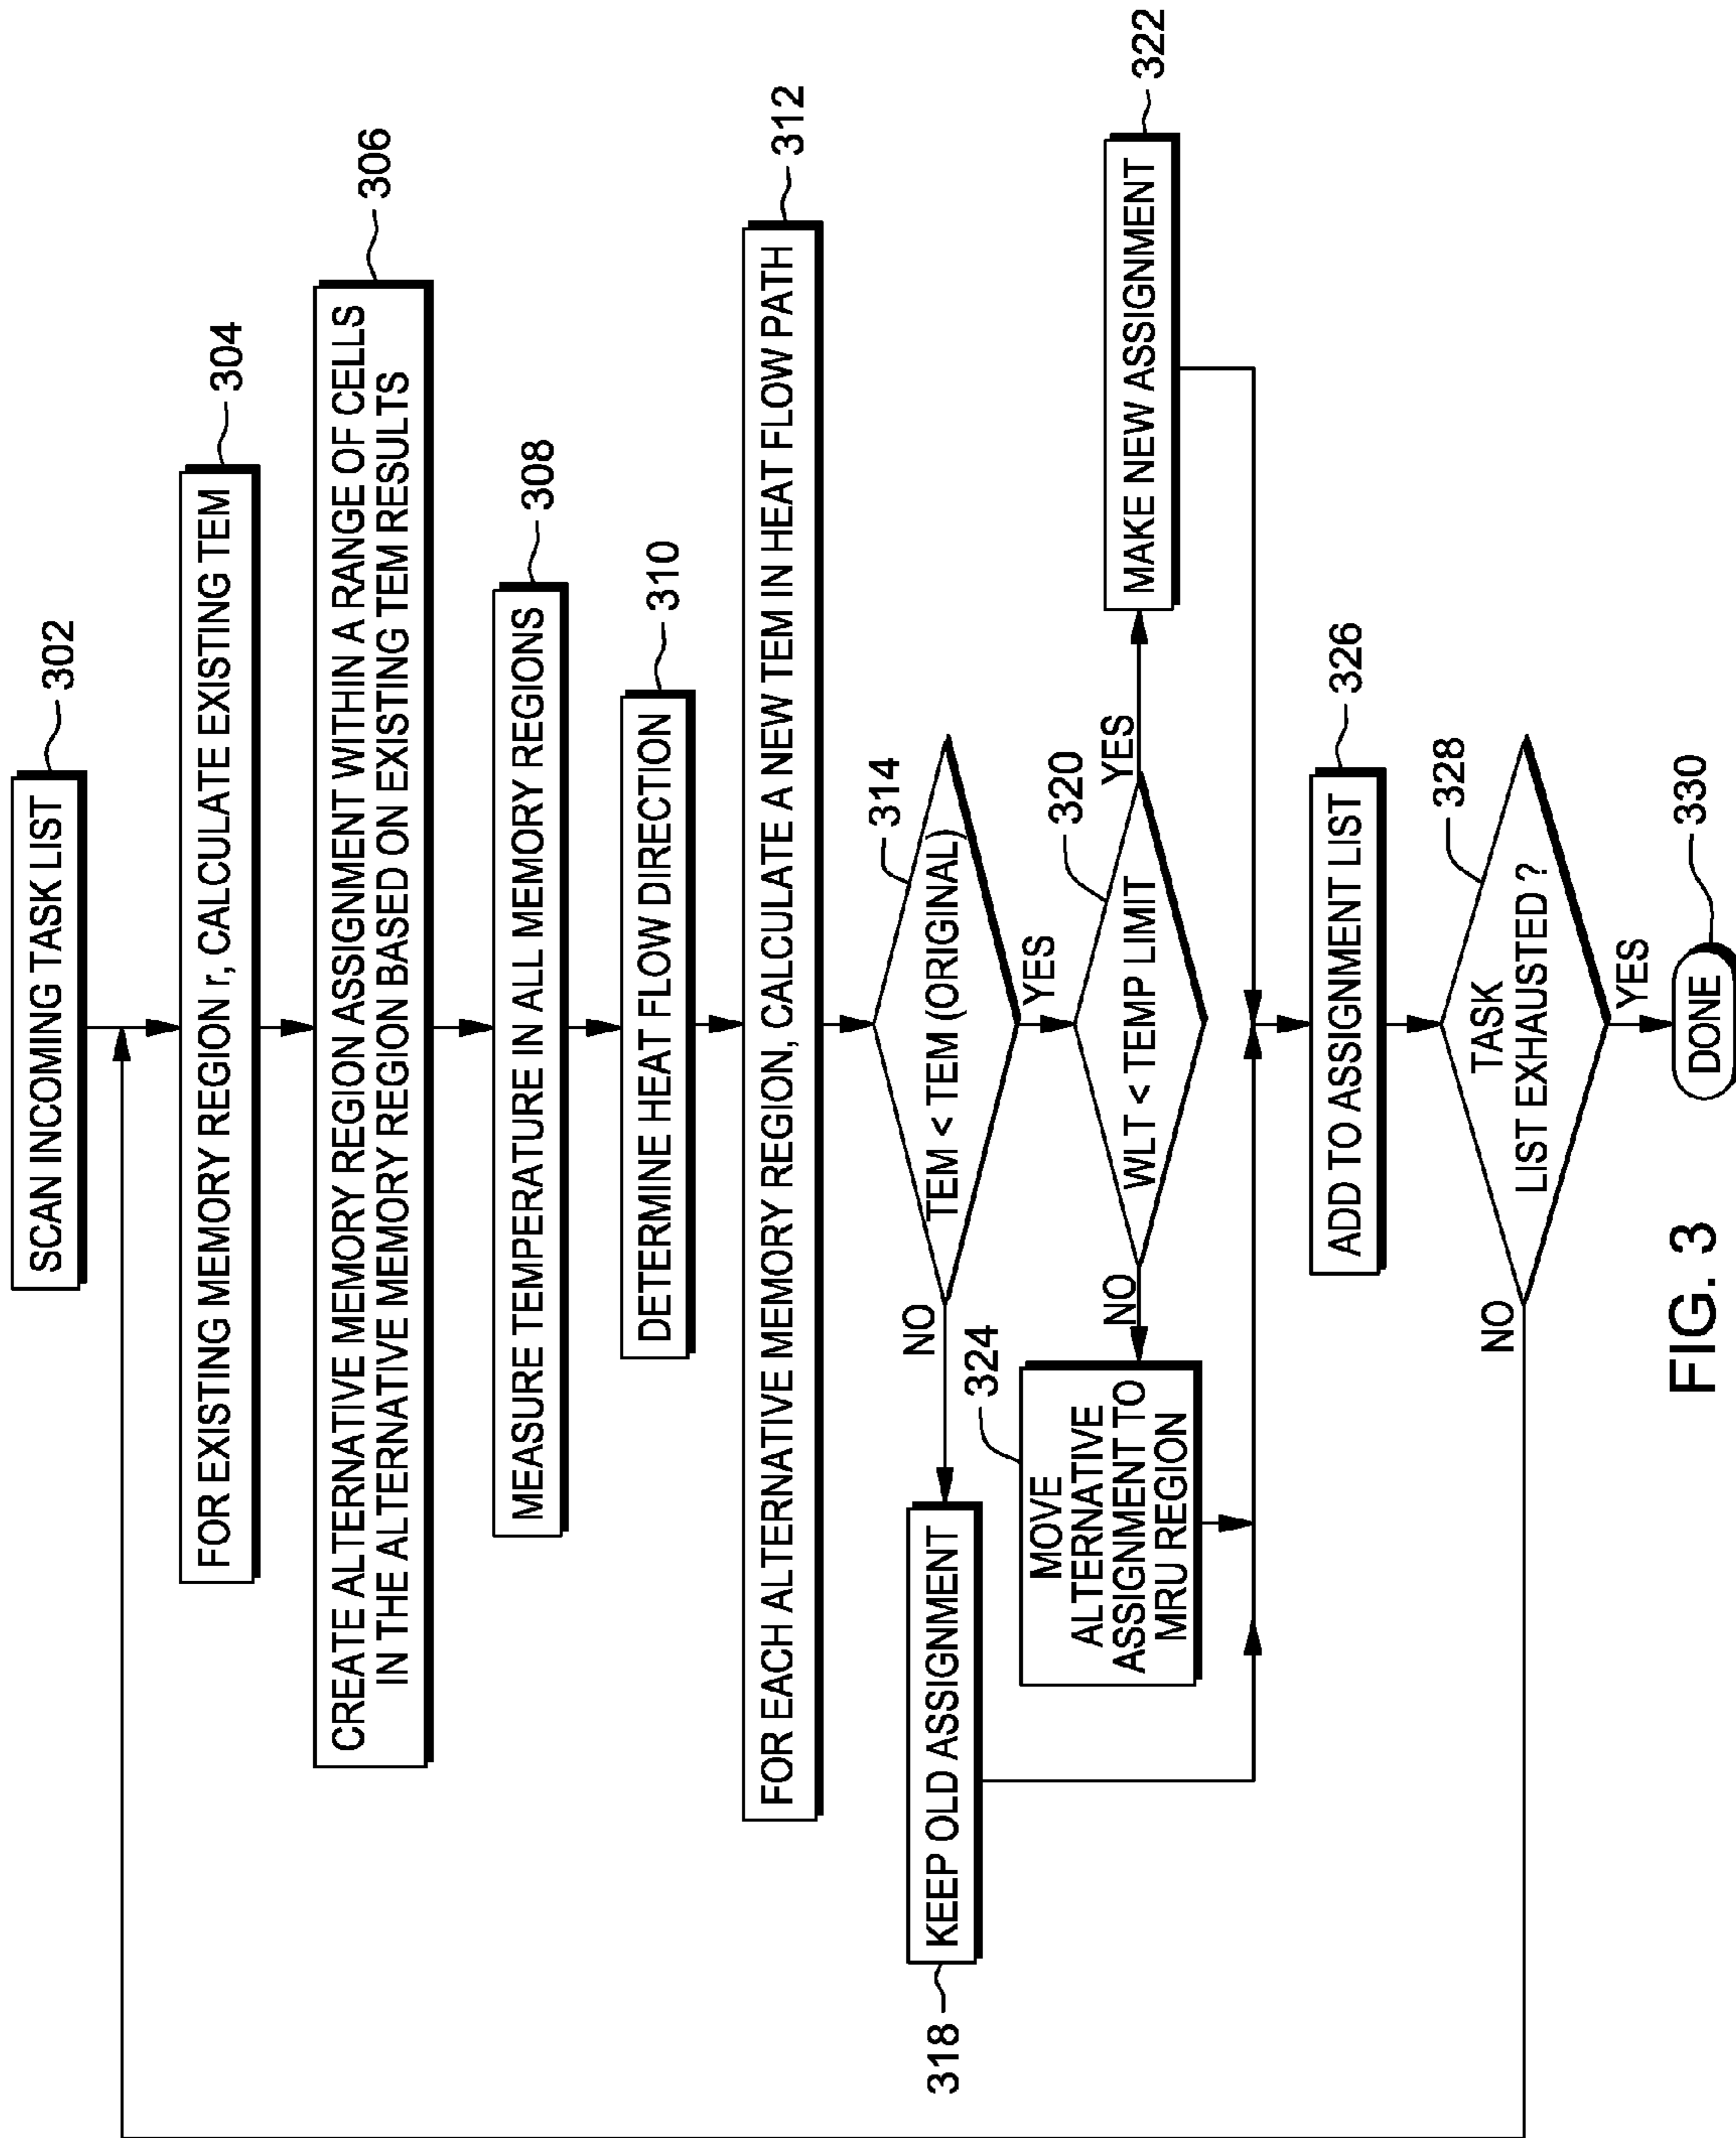 SCAN INCOMING TASK LIST
302
FOR EXISTING MEMORY REGION r, CALCULATE EXISTING TEM
304
CREATE ALTERNATIVE MEMORY REGION ASSIGNMENT WITHIN A RANGE OF CELLS
IN THE ALTERNATIVE MEMORY REGION BASED ON EXISTING TEM RESULTS
306
MEASURE TEMPERATURE IN ALL MEMORY REGIONS
308
DETERMINE HEAT FLOW DIRECTION
310
FOR EACH ALTERNATIVE MEMORY REGION, CALCULATE A NEW TEM IN HEAT FLOW PATH
312
TEM < TEM (ORIGINAL)
314
NO
YES
318
KEEP OLD ASSIGNMENT
WLT < TEMP LIMIT
320
NO
YES
324
MOVE
ALTERNATIVE
ASSIGNMENT TO
MRU REGION
MAKE NEW ASSIGNMENT
322
ADD TO ASSIGNMENT LIST
326
TASK
LIST EXHAUSTED ?
328
NO
YES
DONE
330
FIG. 3